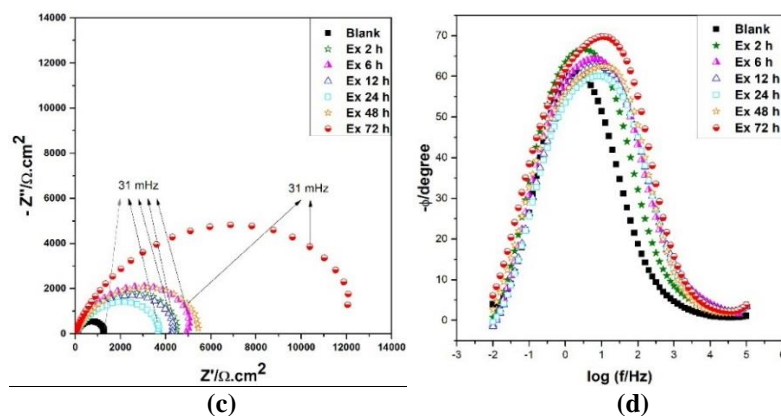 14000
12000
10000
8000
6000
4000
2000
0
- Z''/Ω.cm²
Blank
Ex 2 h
Ex 6 h
Ex 12 h
Ex 24 h
Ex 48 h
Ex 72 h
31 mHz
31 mHz
0 2000 4000 6000 8000 10000 12000 14000
Z'/Ω.cm²
(c)
-70
-60
-50
-40
-30
-20
-10
0
10
-ϕ/degree
Blank
Ex 2 h
Ex 6 h
Ex 12 h
Ex 24 h
Ex 48 h
Ex 72 h
-3 -2 -1 0 1 2 3 4 5 6
log (f/Hz)
(d)